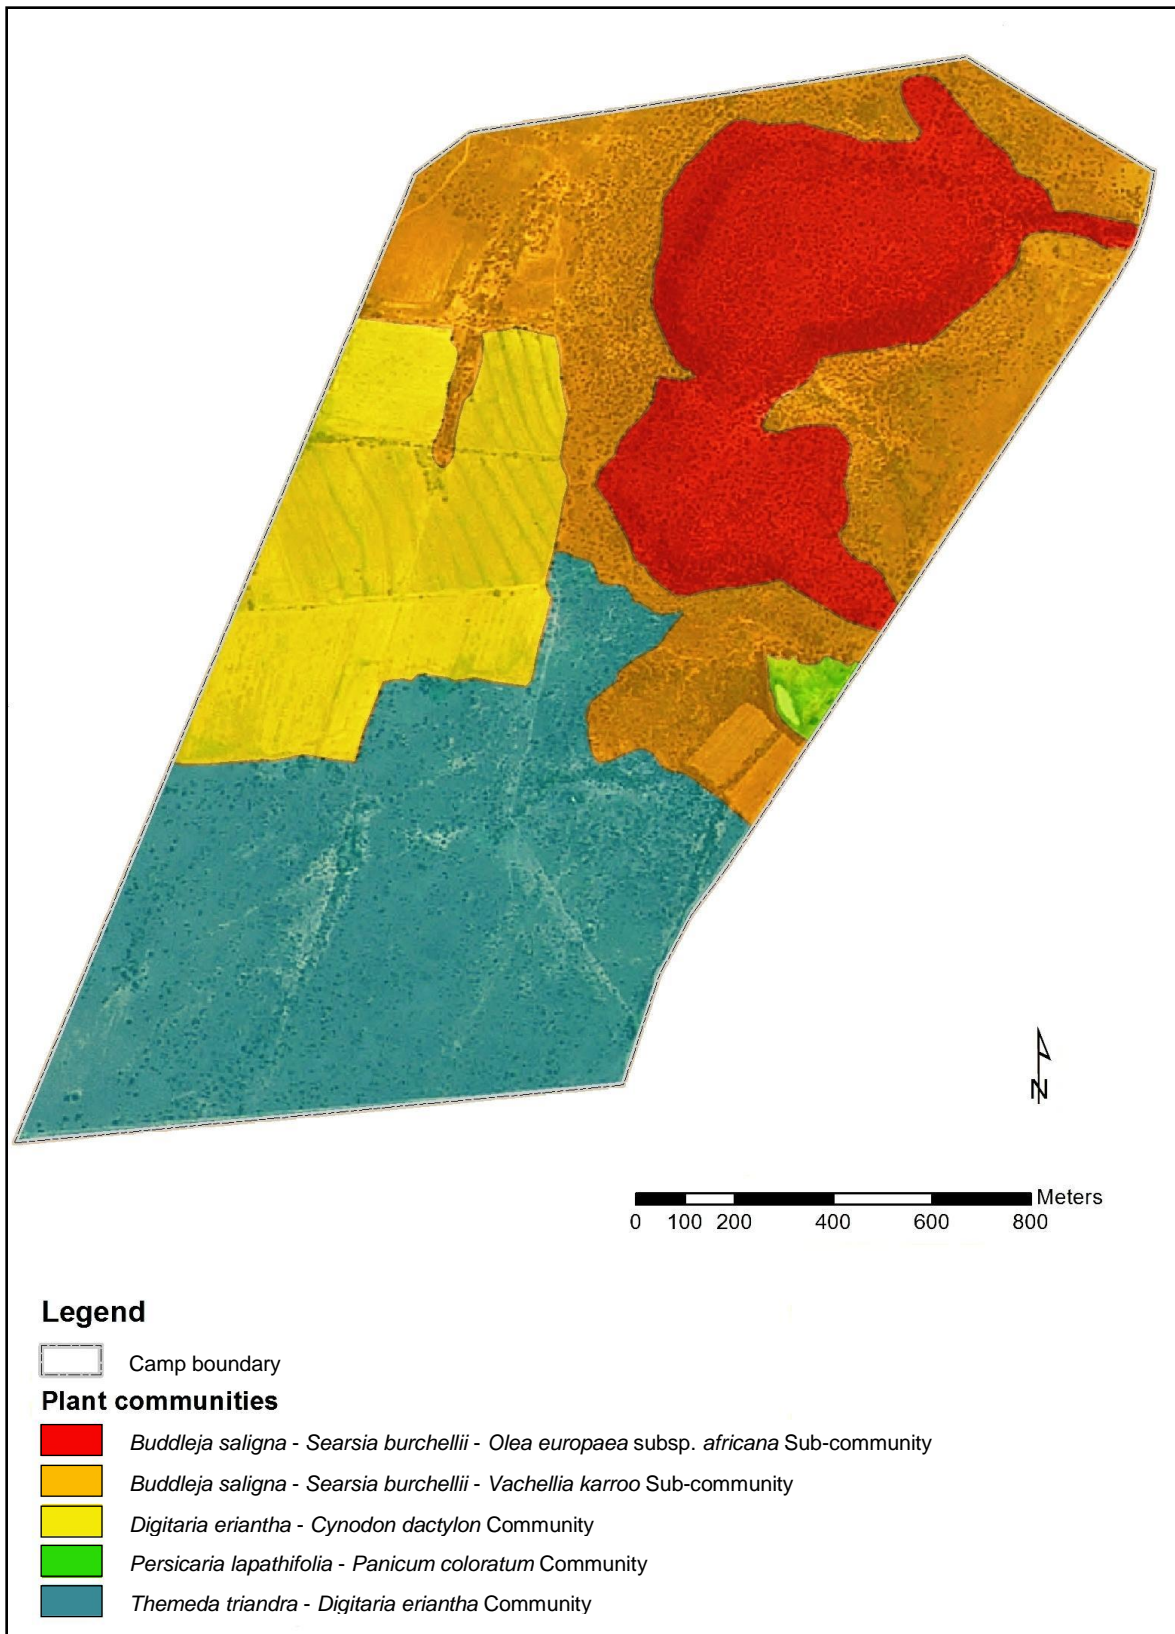 N
Meters
0 100 200 400 600 800
Legend
Camp boundary
Plant communities
Buddleja saligna - Searsia burchellii - Olea europaea subsp. africana Sub-community
Buddleja saligna - Searsia burchellii - Vachellia karroo Sub-community
Digitaria eriantha - Cynodon dactylon Community
Persicaria lapathifolia - Panicum coloratum Community
Themeda triandra - Digitaria eriantha Community